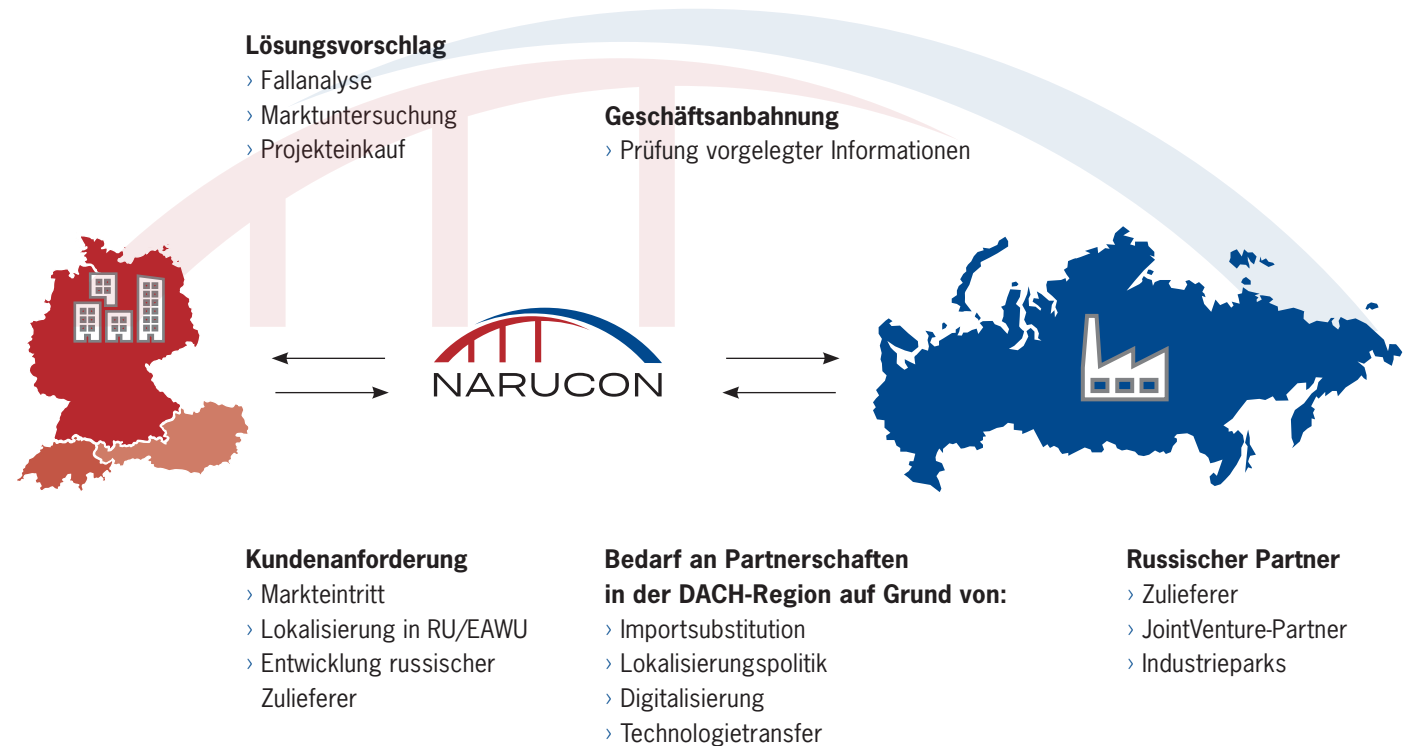 Lösungsvorschlag
› Fallanalyse
› Marktuntersuchung
› Projekteinkauf
Geschäftsanbahnung
› Prüfung vorgelegter Informationen
NARUCON
Kundenanforderung
› Markteintritt
› Lokalisierung in RU/EAWU
› Entwicklung russischer
Zulieferer
Bedarf an Partnerschaften
in der DACH-Region auf Grund von:
› Importsubstitution
› Lokalisierungspolitik
› Digitalisierung
› Technologietransfer
Russischer Partner
› Zulieferer
› JointVenture-Partner
› Industrieparks